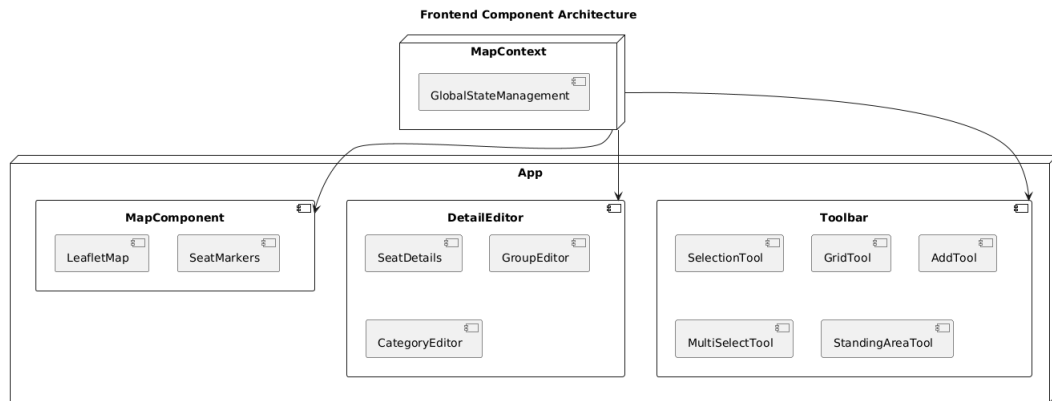 Frontend Component Architecture
MapContext
GlobalStateManagement
App
MapComponent
LeafletMap
SeatMarkers
DetailEditor
SeatDetails
GroupEditor
CategoryEditor
Toolbar
SelectionTool
GridTool
AddTool
MultiSelectTool
StandingAreaTool